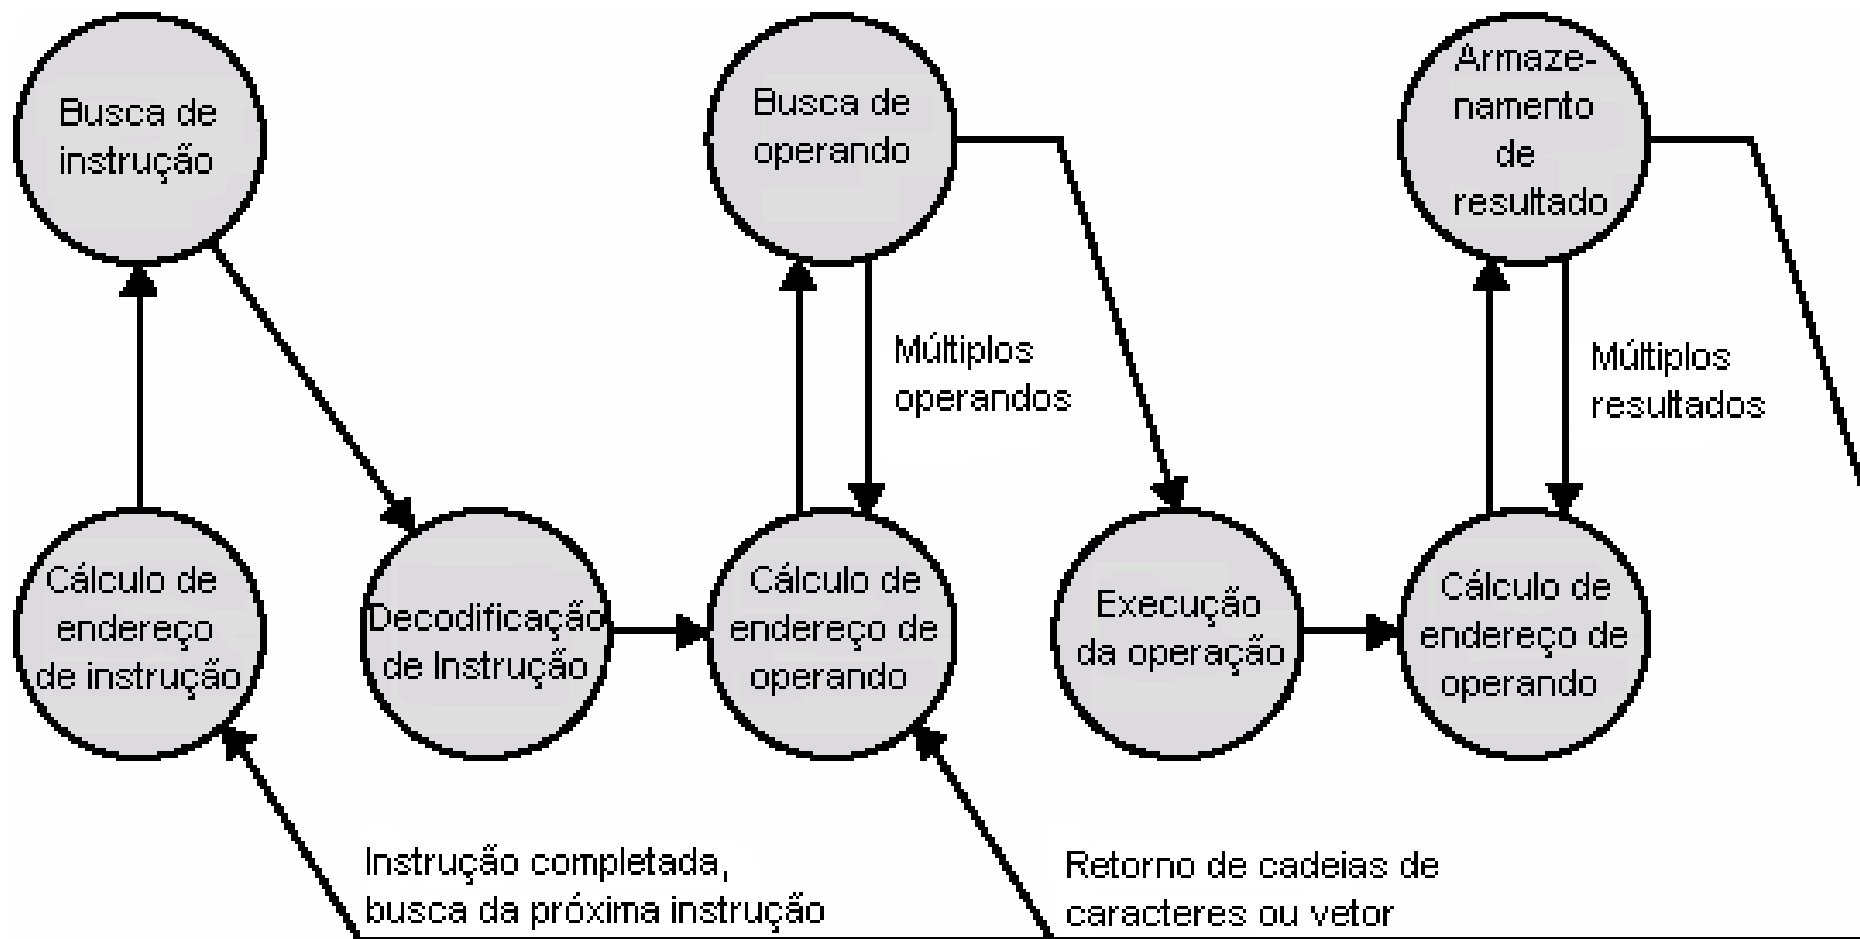 Busca de
instrução
Busca de
operando
Armaze-
namento
de
resultado
Múltiplos
operandos
Múltiplos
resultados
Cálculo de
endereço
de instrução
Decodificação
de Instrução
Cálculo de
endereço de
operando
Execução
da operação
Cálculo de
endereço de
operando
Instrução completada,
busca da próxima instrução
Retorno de cadeias de
caracteres ou vetor